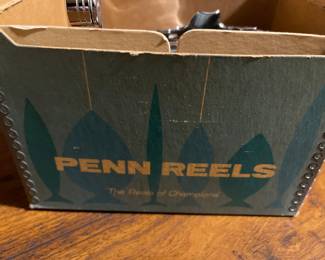 PENN REELS
"The Reels of Champions"